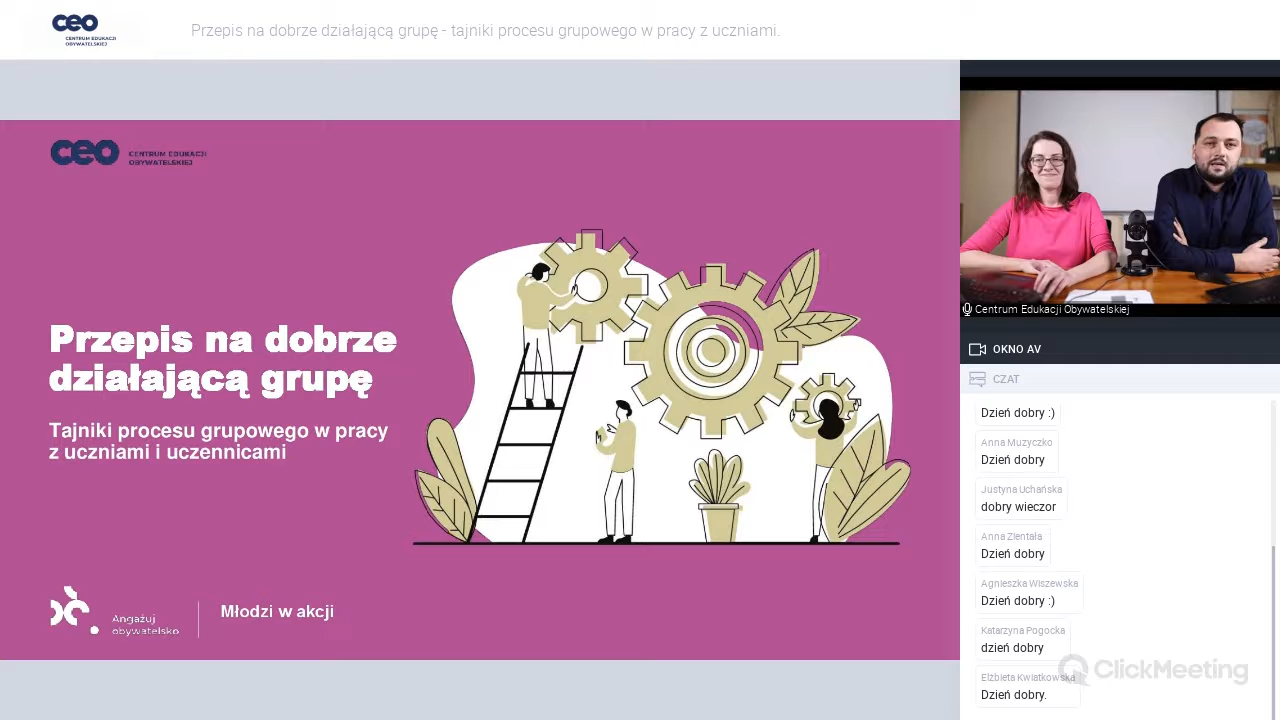 ceo
CENTRUM EDUKACJI
OBYWATELSKIEJ
Przepis na dobrze działającą grupę - tajniki procesu grupowego w pracy z uczniami.
ceo
CENTRUM EDUKACJI
OBYWATELSKIEJ
Przepis na dobrze
działającą grupę
Tajniki procesu grupowego w pracy
z uczniami i uczennicami
Angażuj
obywatelsko
Młodzi w akcji
Centrum Edukacji Obywatelskiej
OKNO AV
CZAT
Dzień dobry :)
Anna Muzyczko
Dzień dobry
Justyna Uchańska
dobry wieczor
Anna Zientała
Dzień dobry
Agnieszka Wiszewska
Dzień dobry :)
Katarzyna Pogocka
dzień dobry
Elżbieta Kwiatkowska
Dzień dobry.
ClickMeeting